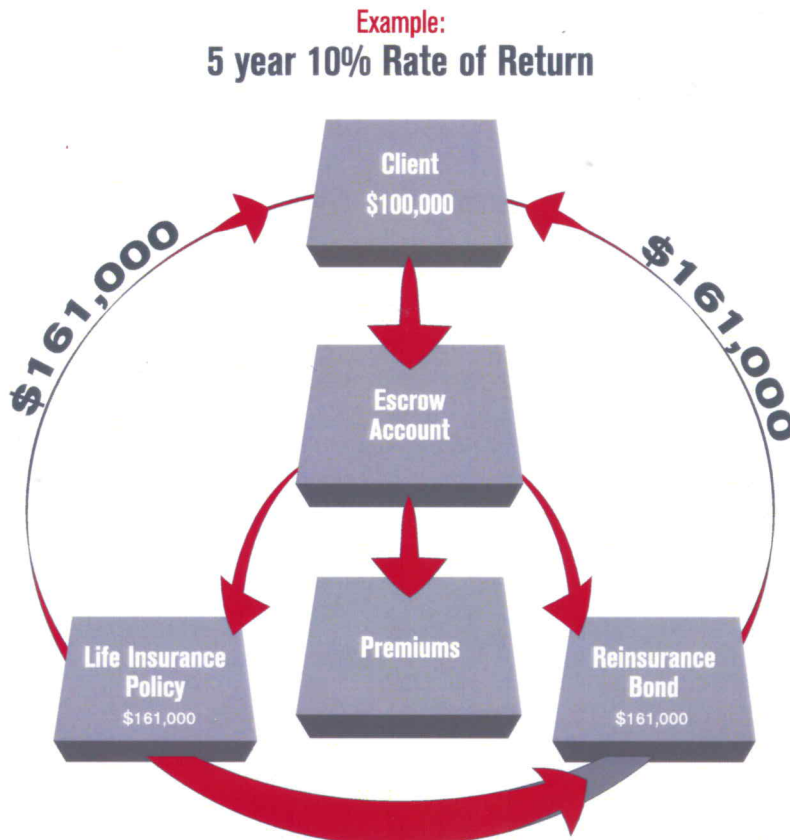 Example:
5 year 10% Rate of Return
Client
$100,000
$161,000
$161,000
Escrow
Account
Life Insurance
Policy
$161,000
Premiums
Reinsurance
Bond
$161,000